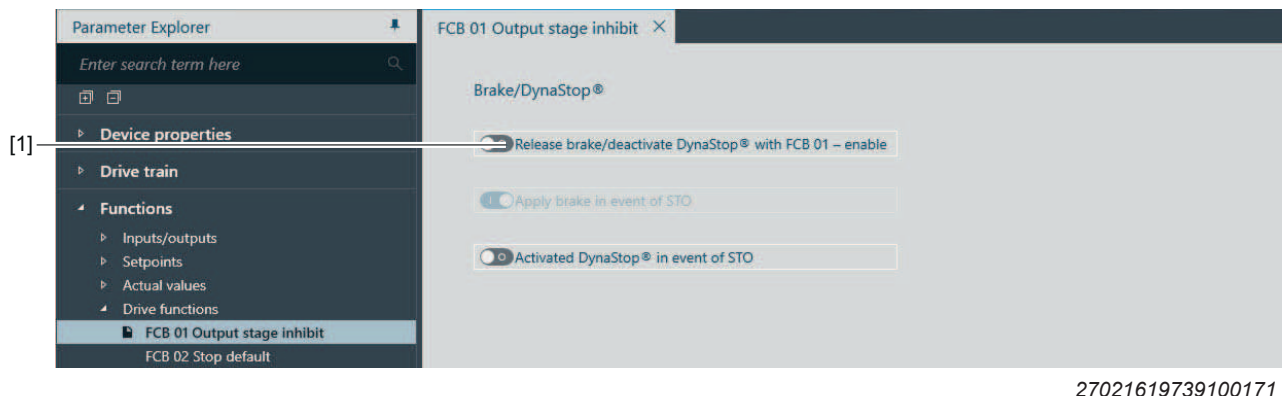 Parameter Explorer
FCB 01 Output stage inhibit
Enter search term here
Brake/DynaStop®
Device properties
[1]
Release brake/deactivate DynaStop® with FCB 01 – enable
Drive train
Apply brake in event of STO
Functions
Inputs/outputs
Setpoints
Activated DynaStop® in event of STO
Actual values
Drive functions
FCB 01 Output stage inhibit
FCB 02 Stop default
27021619739100171